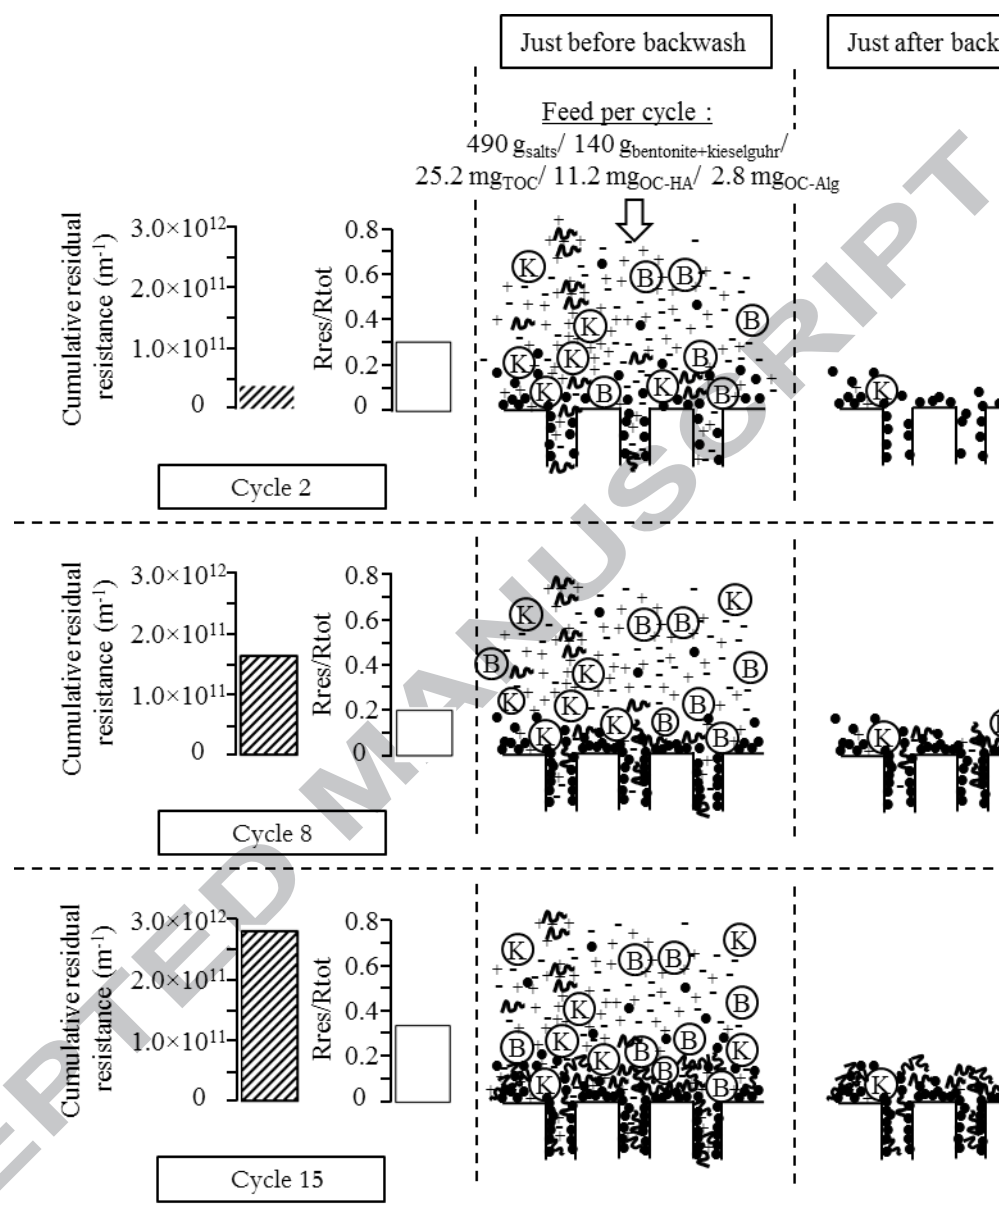 Just before backwash
Just after back
Feed per cycle :
490 gsalts/ 140 gbentonite+kieselguhr/
25.2 mgTOC/ 11.2 mgOC-HA/ 2.8 mgOC-Alg
Cumulative residual
resistance (m-1)
3.0×10¹²
2.0×10¹¹
1.0×10¹¹
0
Rres/Rtot
0.8
0.6
0.4
0.2
0
K
B
B
K
B
K
K
B
K
B
K
B
K
Cycle 2
Cumulative residual
resistance (m-1)
3.0×10¹²
2.0×10¹¹
1.0×10¹¹
0
Rres/Rtot
0.8
0.6
0.4
0.2
0
K
K
B
B
B
B
K
K
K
B
K
B
K
B
K
Cycle 8
Cumulative residual
resistance (m-1)
3.0×10¹²
2.0×10¹¹
1.0×10¹¹
0
Rres/Rtot
0.8
0.6
0.4
0.2
0
K
K
B
B
B
K
B
K
B
B
K
K
B
K
B
K
Cycle 15
EPTED MANUSCRIPT